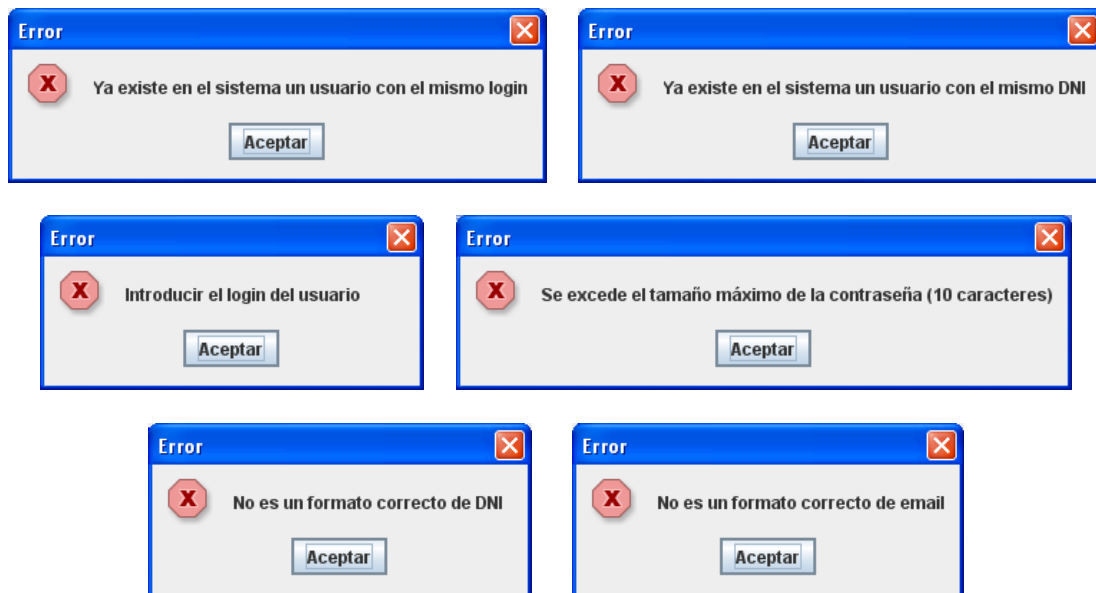 Error
Ya existe en el sistema un usuario con el mismo login
Aceptar
Error
Ya existe en el sistema un usuario con el mismo DNI
Aceptar
Error
Introducir el login del usuario
Aceptar
Error
Se excede el tamaño máximo de la contraseña (10 caracteres)
Aceptar
Error
No es un formato correcto de DNI
Aceptar
Error
No es un formato correcto de email
Aceptar